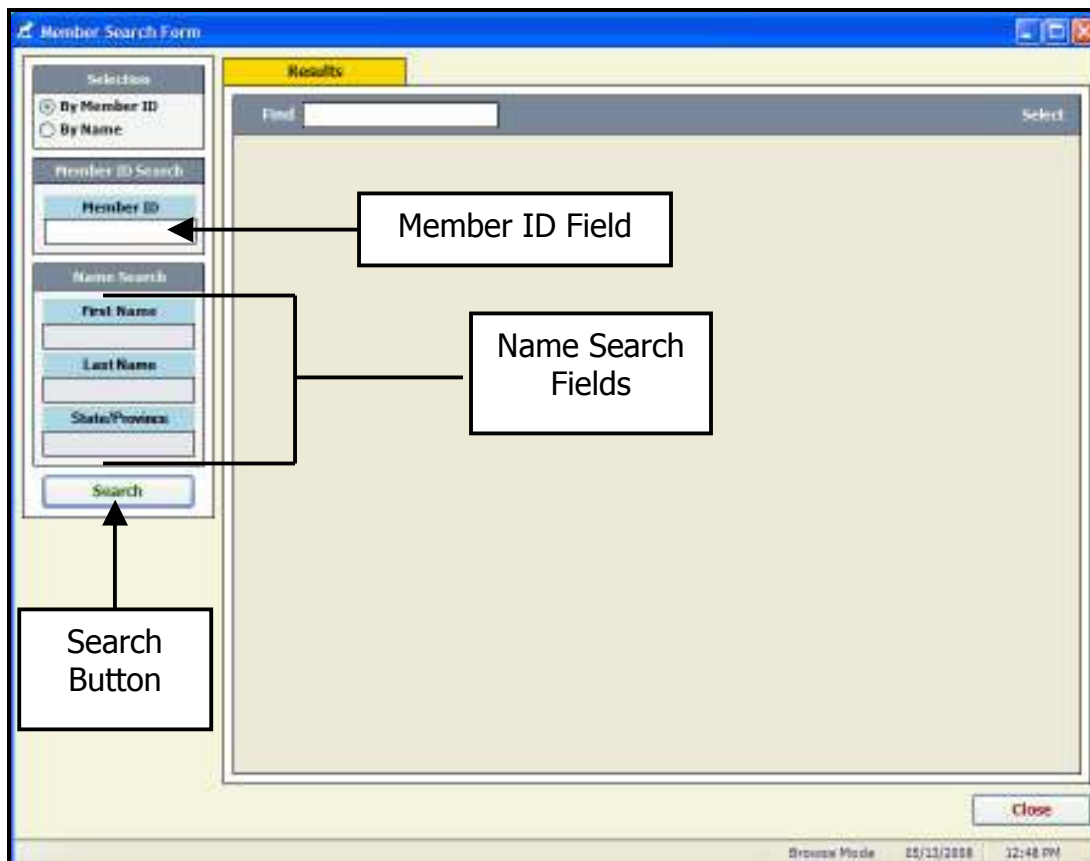 Member Search Form
Selection
By Member ID
By Name
Member ID Search
Member ID
Name Search
First Name
Last Name
State/Province
Search
Results
Find
Select
Member ID Field
Name Search
Fields
Search
Button
Close
Browse Mode
12:48 PM